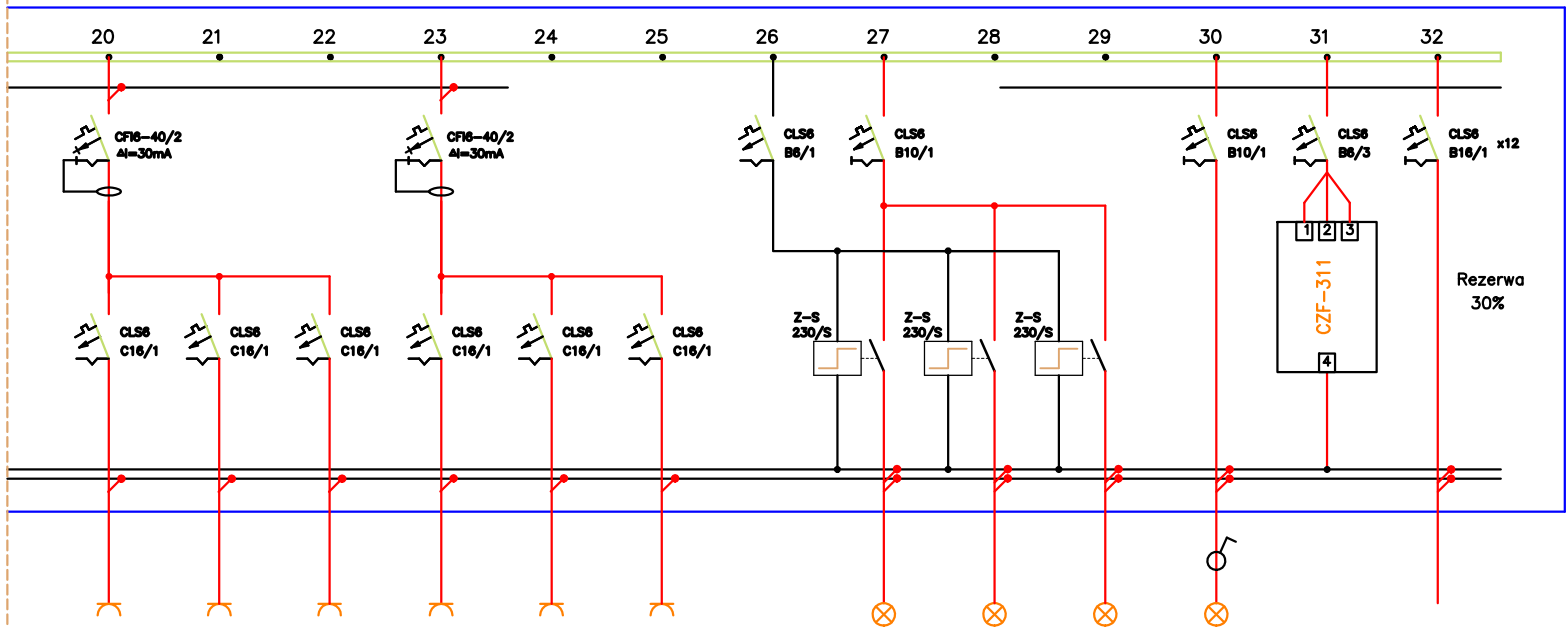 20 21 22 23 24 25 26 27 28 29 30 31 32
CFI6-40/2
ΔI=30mA
CFI6-40/2
ΔI=30mA
CLS6
B6/1
CLS6
B10/1
CLS6
B10/1
CLS6
B6/3
CLS6
B16/1
x12
1 2 3
CZF-311
4
Rezerwa
30%
CLS6
C16/1
CLS6
C16/1
CLS6
C16/1
CLS6
C16/1
CLS6
C16/1
CLS6
C16/1
Z-S
230/S
Z-S
230/S
Z-S
230/S